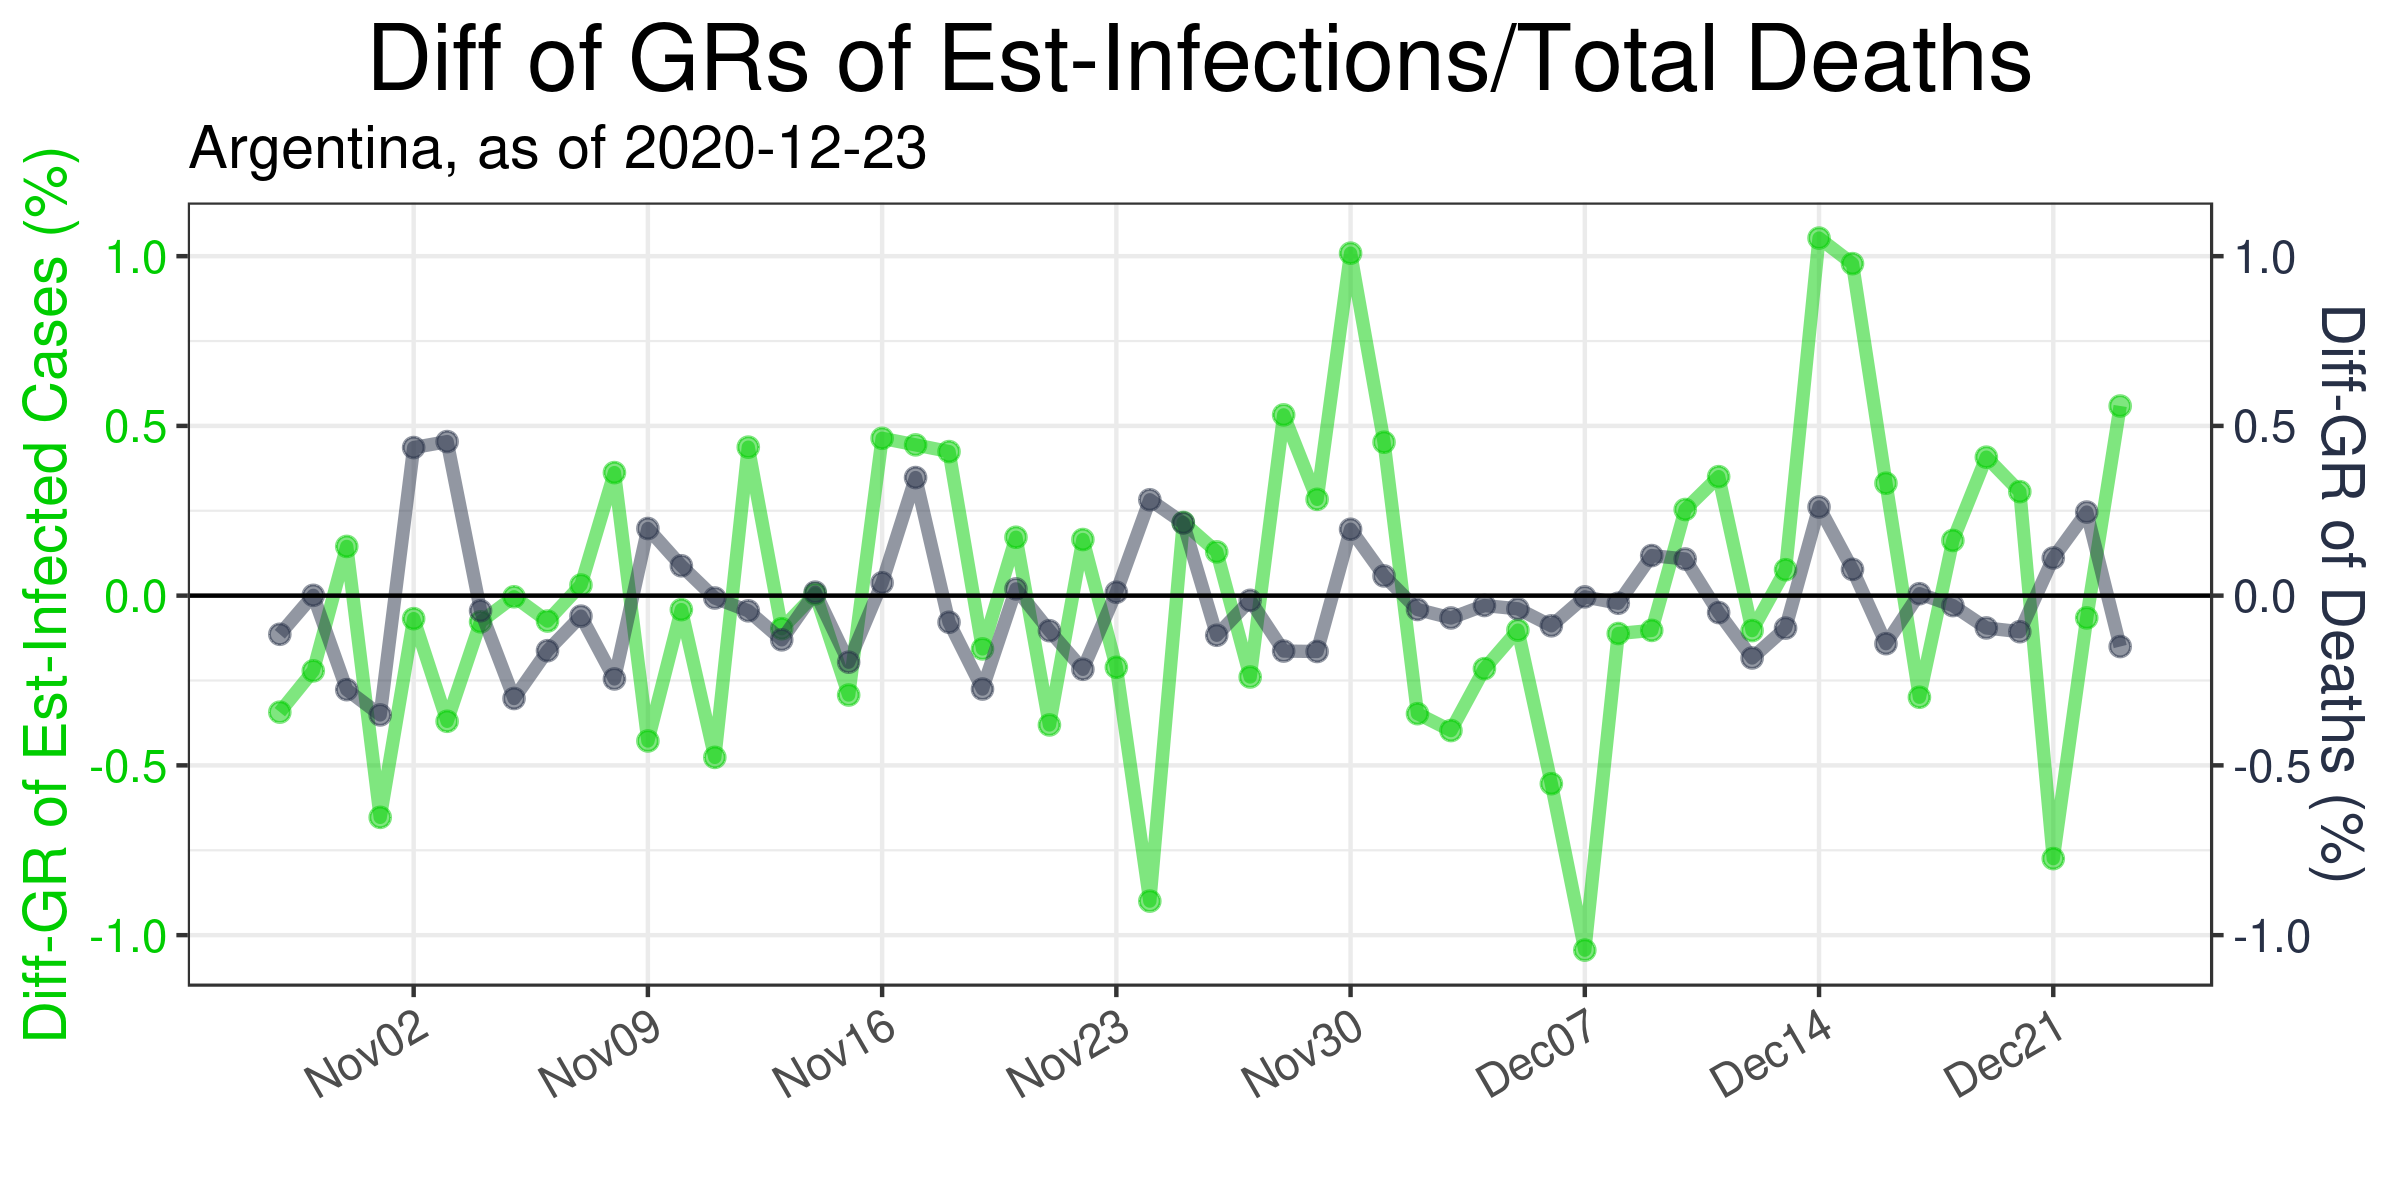 Diff of GRs of Est-Infections/Total Deaths
Argentina, as of 2020-12-23
Diff-GR of Est-Infected Cases (%)
1.0
0.5
0.0
-0.5
-1.0
1.0
0.5
0.0
-0.5
-1.0
Diff-GR of Deaths (%)
Nov02
Nov09
Nov16
Nov23
Nov30
Dec07
Dec14
Dec21